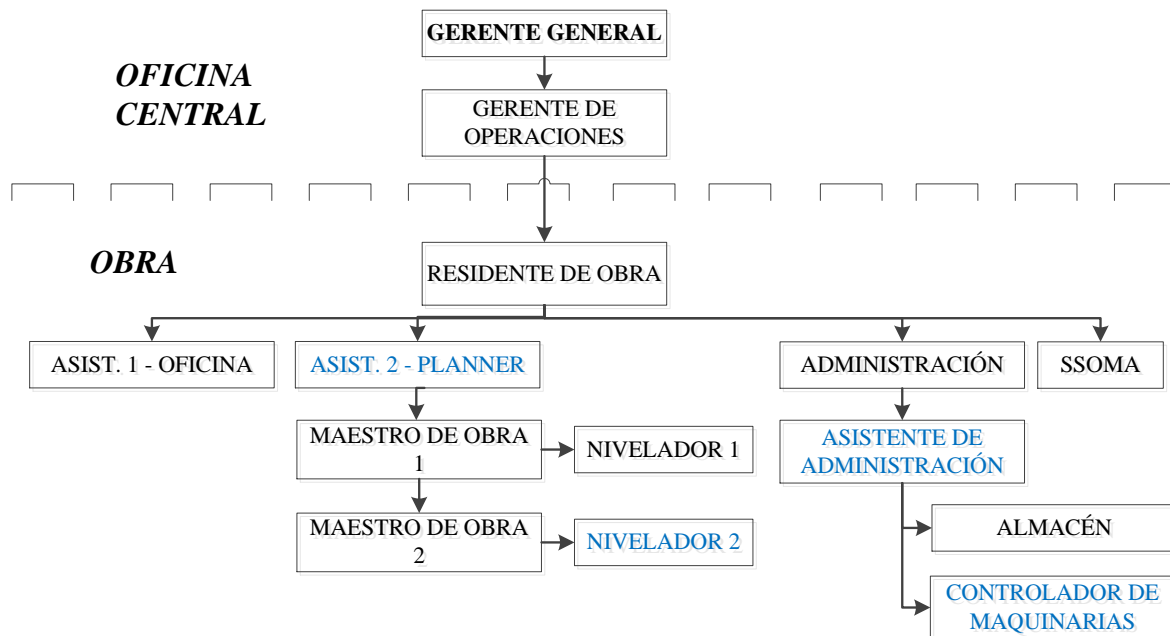 GERENTE GENERAL
OFICINA
CENTRAL
GERENTE DE
OPERACIONES
OBRA
RESIDENTE DE OBRA
ASIST. 1 - OFICINA
ASIST. 2 - PLANNER
ADMINISTRACIÓN
SSOMA
MAESTRO DE OBRA
1
NIVELADOR 1
ASISTENTE DE
ADMINISTRACIÓN
MAESTRO DE OBRA
2
NIVELADOR 2
ALMACÉN
CONTROLADOR DE
MAQUINARIAS